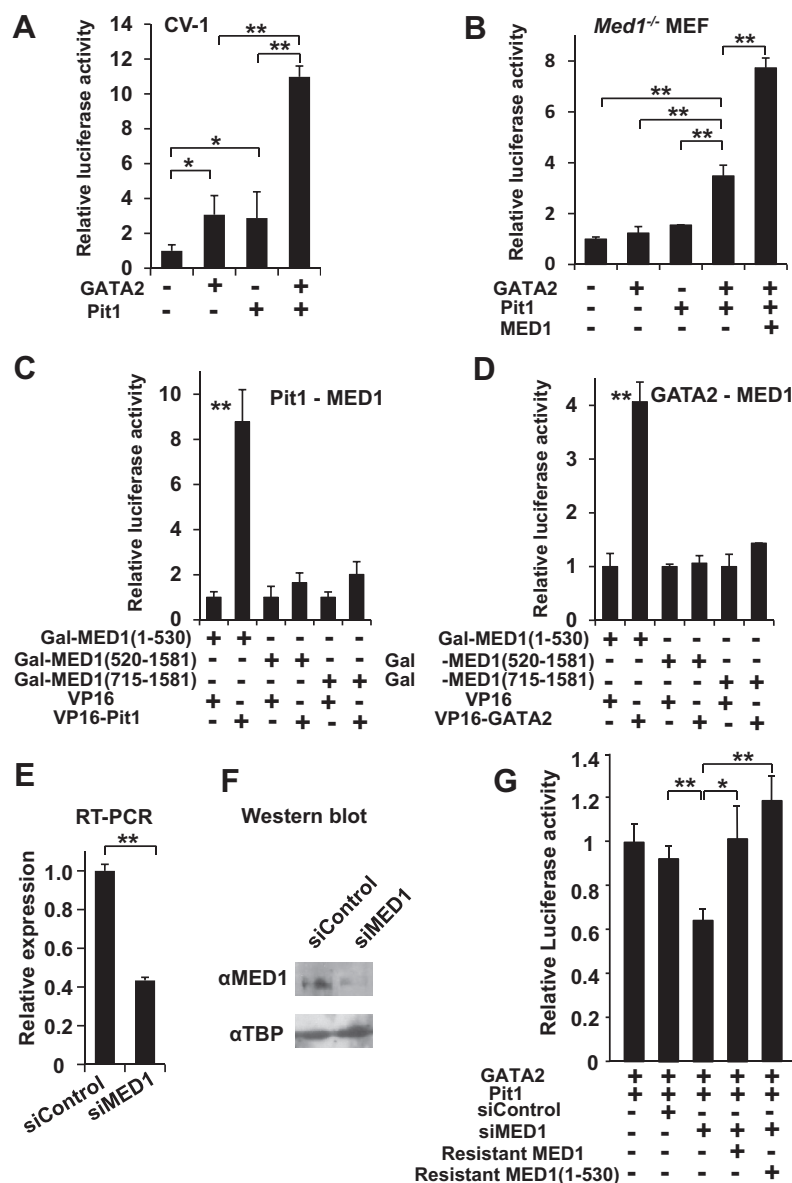 A CV-1
Relative luciferase activity
14
12
10
8
6
4
2
0
**
**
*
*
GATA2 - + - +
Pit1 - - + +
B Med1-/- MEF
Relative luciferase activity
8
6
4
2
0
**
**
**
**
GATA2 - + - + +
Pit1 - - + + +
MED1 - - - - +
C Pit1 - MED1
Relative luciferase activity
10
8
6
4
2
0
**
Gal-MED1(1-530) + + - - - -
Gal-MED1(520-1581) - - + + - -
Gal-MED1(715-1581) - - - - + +
VP16 + - + - + -
VP16-Pit1 - + - + - +
D GATA2 - MED1
Relative luciferase activity
4
3
2
1
0
**
Gal-MED1(1-530) + + - - - -
Gal -MED1(520-1581) - - + + - -
Gal -MED1(715-1581) - - - - + +
VP16 + - + - + -
VP16-GATA2 - + - + - +
E RT-PCR
Relative expression
1.0
0.8
0.6
0.4
0.2
0
**
siControl
siMED1
F Western blot
siControl
siMED1
αMED1
αTBP
G
Relative Luciferase activity
1.4
1.2
1
0.8
0.6
0.4
0.2
0
**
**
*
GATA2 + + + + +
Pit1 + + + + +
siControl - + - - -
siMED1 - - + + +
Resistant MED1 - - - + -
Resistant MED1(1-530) - - - - +